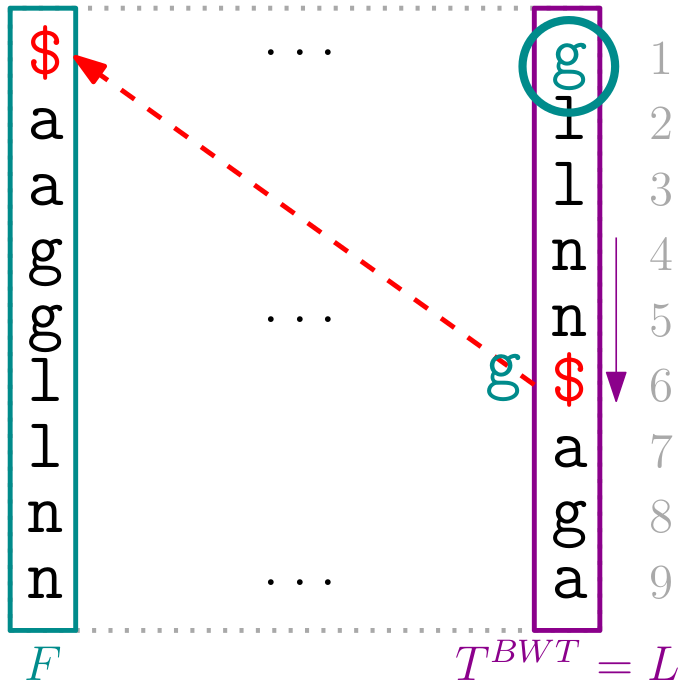 $ ··· g 1
a l 2
a l 3
g n 4
g ··· n 5
l g $ 6
l a 7
n g 8
n ··· a 9
F T^{BWT} = L